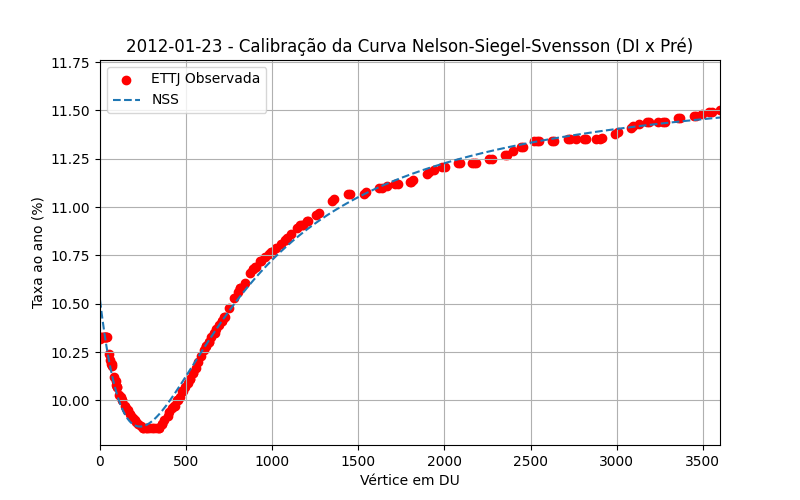 2012-01-23 - Calibração da Curva Nelson-Siegel-Svensson (DI x Pré)
ETTJ Observada
NSS
Taxa ao ano (%)
11.75
11.50
11.25
11.00
10.75
10.50
10.25
10.00
0 500 1000 1500 2000 2500 3000 3500
Vértice em DU